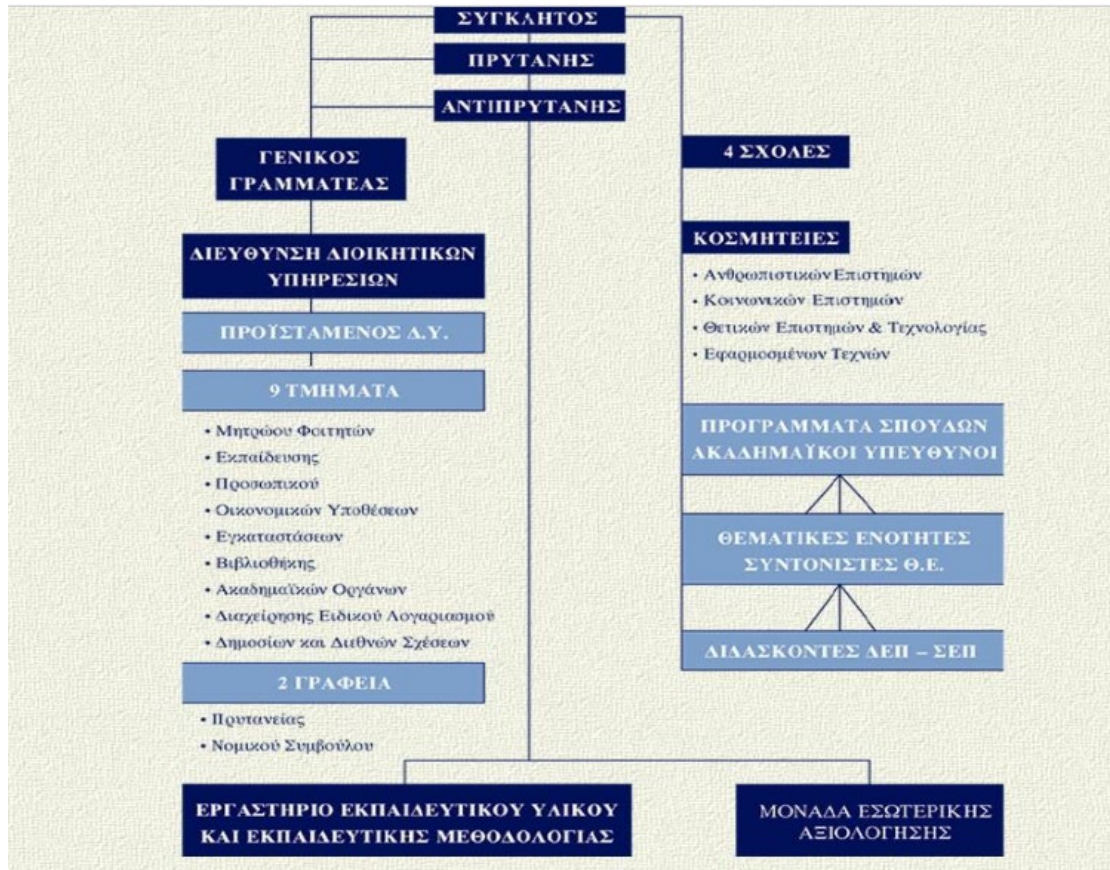 ΣΥΓΚΛΗΤΟΣ
ΠΡΥΤΑΝΗΣ
ΑΝΤΙΠΡΥΤΑΝΗΣ
ΓΕΝΙΚΟΣ
ΓΡΑΜΜΑΤΕΑΣ
ΔΙΕΥΘΥΝΣΗ ΔΙΟΙΚΗΤΙΚΩΝ
ΥΠΗΡΕΣΙΩΝ
ΠΡΟΪΣΤΑΜΕΝΟΣ Δ.Υ.
9 ΤΜΗΜΑΤΑ
• Μητρώου Φοιτητών
• Εκπαίδευσης
• Προσωπικού
• Οικονομικών Υποθέσεων
• Εγκαταστάσεων
• Βιβλιοθήκης
• Ακαδημαϊκών Οργάνων
• Διαχείρησης Ειδικού Λογαριασμού
• Δημοσίων και Διεθνών Σχέσεων
2 ΓΡΑΦΕΙΑ
• Πρυτανείας
• Νομικού Συμβούλου
4 ΣΧΟΛΕΣ
ΚΟΣΜΗΤΕΙΕΣ
• Ανθρωπιστικών Επιστημών
• Κοινωνικών Επιστημών
• Θετικών Επιστημών & Τεχνολογίας
• Εφαρμοσμένων Τεχνών
ΠΡΟΓΡΑΜΜΑΤΑ ΣΠΟΥΔΩΝ
ΑΚΑΔΗΜΑΪΚΟΙ ΥΠΕΥΘΥΝΟΙ
ΘΕΜΑΤΙΚΕΣ ΕΝΟΤΗΤΕΣ
ΣΥΝΤΟΝΙΣΤΕΣ Θ.Ε.
ΔΙΔΑΣΚΟΝΤΕΣ ΔΕΠ – ΣΕΠ
ΕΡΓΑΣΤΗΡΙΟ ΕΚΠΑΙΔΕΥΤΙΚΟΥ ΥΛΙΚΟΥ
ΚΑΙ ΕΚΠΑΙΔΕΥΤΙΚΗΣ ΜΕΘΟΔΟΛΟΓΙΑΣ
ΜΟΝΑΔΑ ΕΣΩΤΕΡΙΚΗΣ
ΑΞΙΟΛΟΓΗΣΗΣ